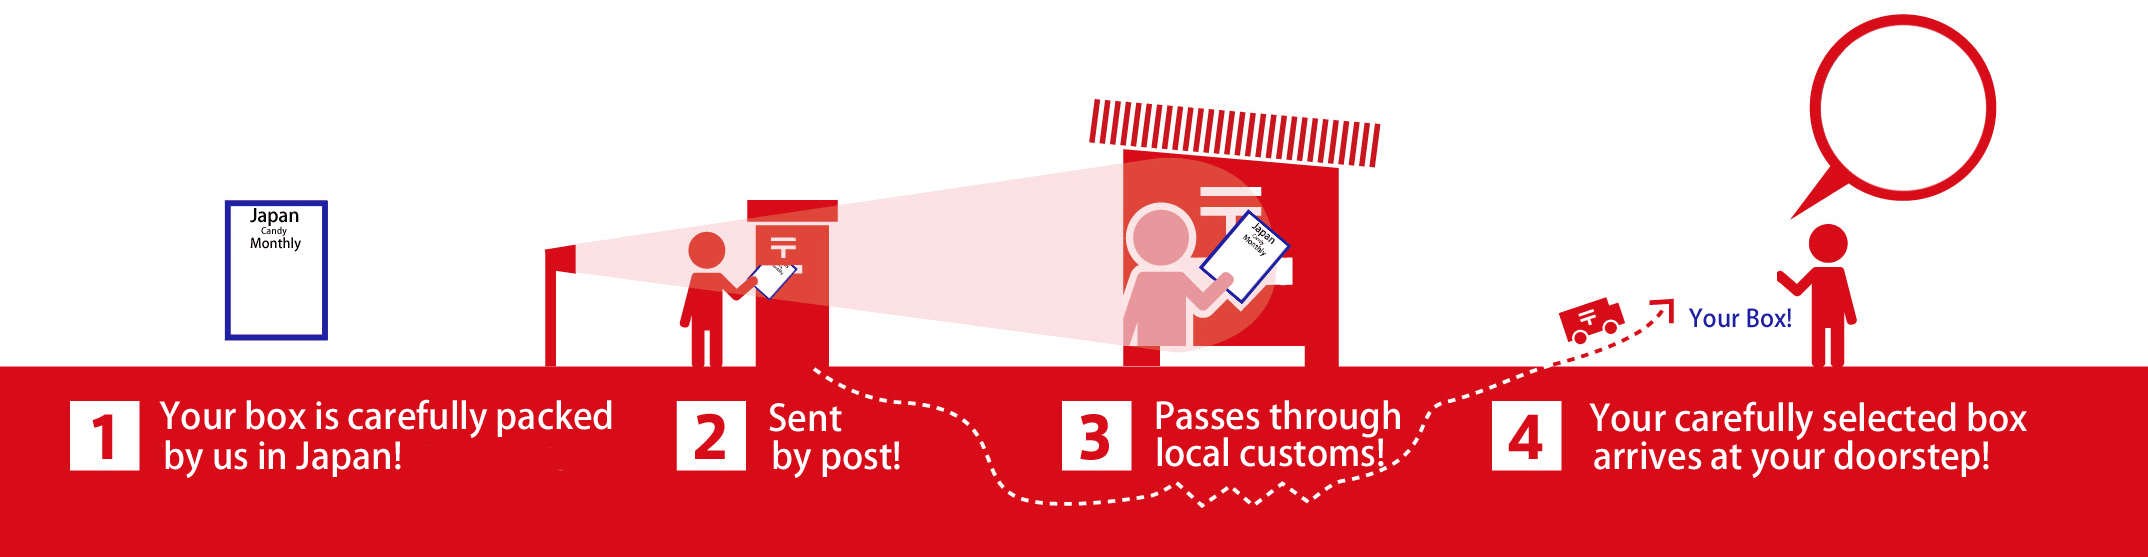 Japan
Candy
Monthly
〒
Japan
Candy
Monthly
〒
〒
Your Box!
1
Your box is carefully packed
by us in Japan!
2
Sent
by post!
3
Passes through
local customs!
4
Your carefully selected box
arrives at your doorstep!